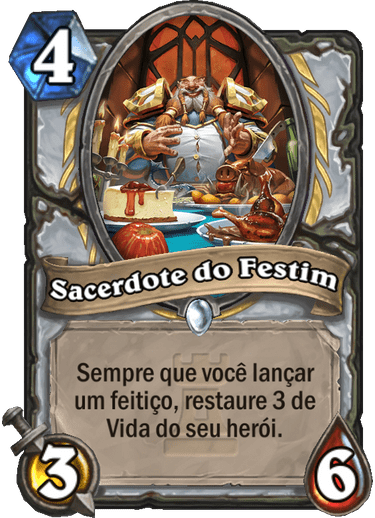 4
Sacerdote do Festim
Sempre que você lançar
um feitiço, restaure 3 de
Vida do seu herói.
3
6